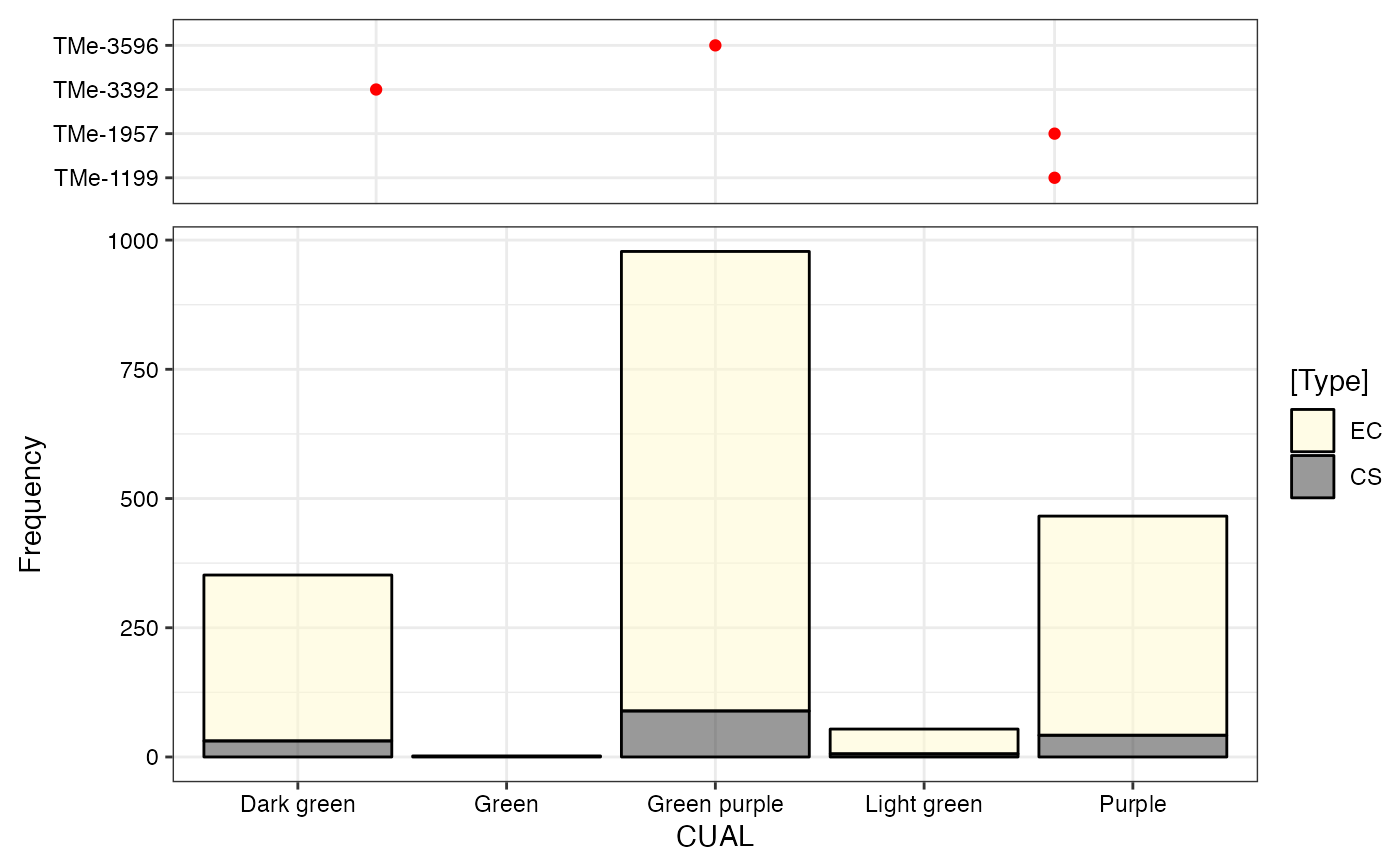 TMe-3596
TMe-3392
TMe-1957
TMe-1199
1000
750
500
250
0
Frequency
Dark green Green Green purple Light green Purple
CUAL
[Type]
EC
CS